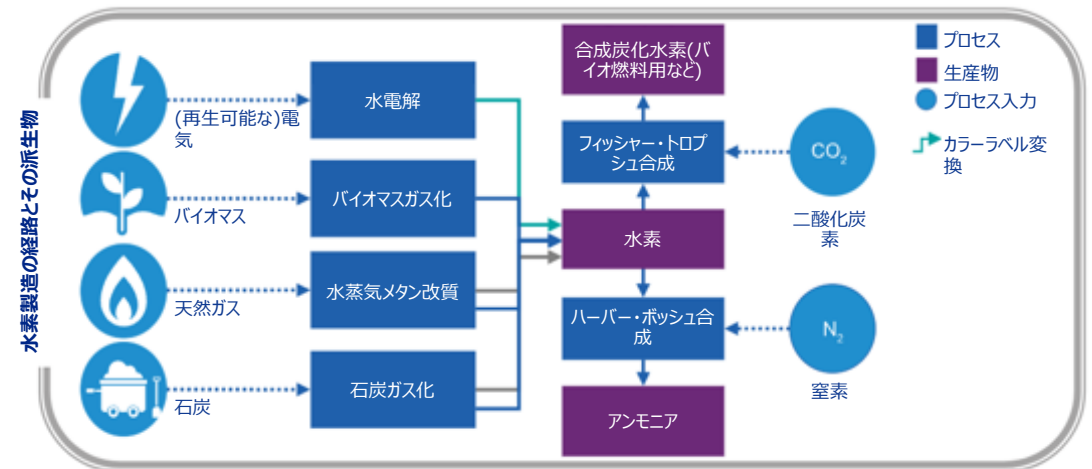 水素製造の経路とその派生物
(再生可能な)電
気
バイオマス
天然ガス
石炭
水電解
バイオマスガス化
水蒸気メタン改質
石炭ガス化
合成炭化水素(バ
イオ燃料用など)
フィッシャー・トロプ
シュ合成
水素
ハーバー・ボッシュ合
成
アンモニア
CO₂
二酸化炭
素
N₂
窒素
プロセス
生産物
プロセス入力
カラーラベル変
換